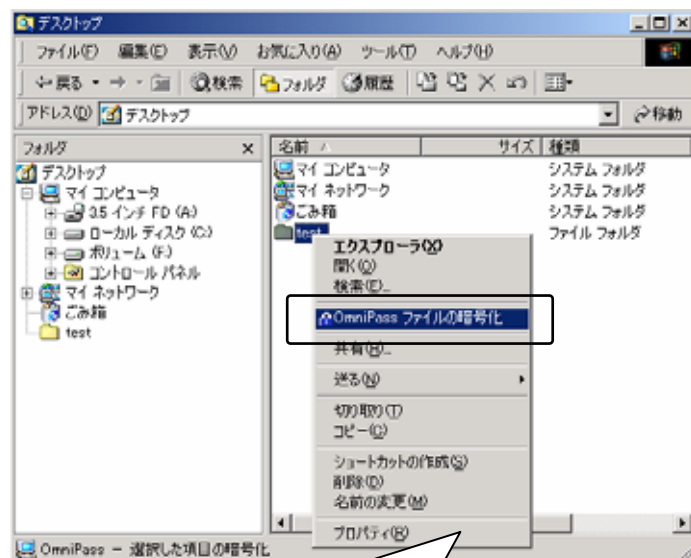 デスクトップ
ファイル(F) 編集(E) 表示(V) お気に入り(A) ツール(T) ヘルプ(H)
戻る 検索 フォルダ 履歴
アドレス(D) デスクトップ 移動
フォルダ
デスクトップ
マイ コンピュータ
3.5 インチ FD (A:)
ローカル ディスク (C:)
ボリューム (F:)
コントロール パネル
マイ ネットワーク
ごみ箱
test
名前 サイズ 種類
マイ コンピュータ システム フォルダ
マイ ネットワーク システム フォルダ
ごみ箱 システム フォルダ
test ファイル フォルダ
エクスプローラ(X)
開く(O)
検索(E)...
OmniPass ファイルの暗号化
共有(H)...
送る(N)
切り取り(T)
コピー(C)
ショートカットの作成(S)
削除(D)
名前の変更(M)
プロパティ(R)
OmniPass - 選択した項目の暗号化